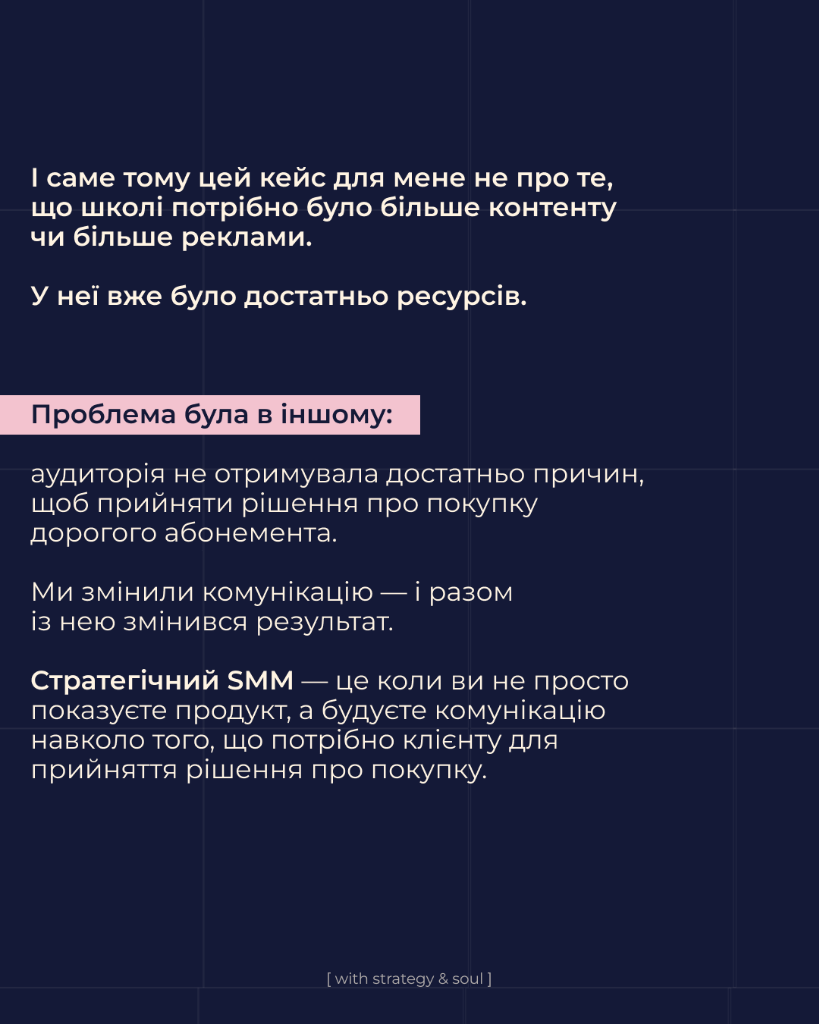 І саме тому цей кейс для мене не про те,
що школі потрібно було більше контенту
чи більше реклами.
У неї вже було достатньо ресурсів.
Проблема була в іншому:
аудиторія не отримувала достатньо причин,
щоб прийняти рішення про покупку
дорогого абонемента.
Ми змінили комунікацію — і разом
із нею змінився результат.
Стратегічний SMM — це коли ви не просто
показуєте продукт, а будуєте комунікацію
навколо того, що потрібно клієнту для
прийняття рішення про покупку.
[ with strategy & soul ]